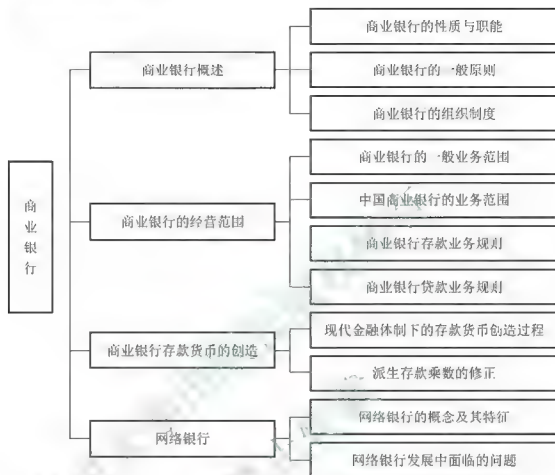 商业银行
商业银行概述
商业银行的性质与职能
商业银行的一般原则
商业银行的组织制度
商业银行的经营范围
商业银行的一般业务范围
中国商业银行的业务范围
商业银行存款业务规则
商业银行贷款业务规则
商业银行存款货币的创造
现代金融体制下的存款货币创造过程
派生存款乘数的修正
网络银行
网络银行的概念及其特征
网络银行发展中面临的问题